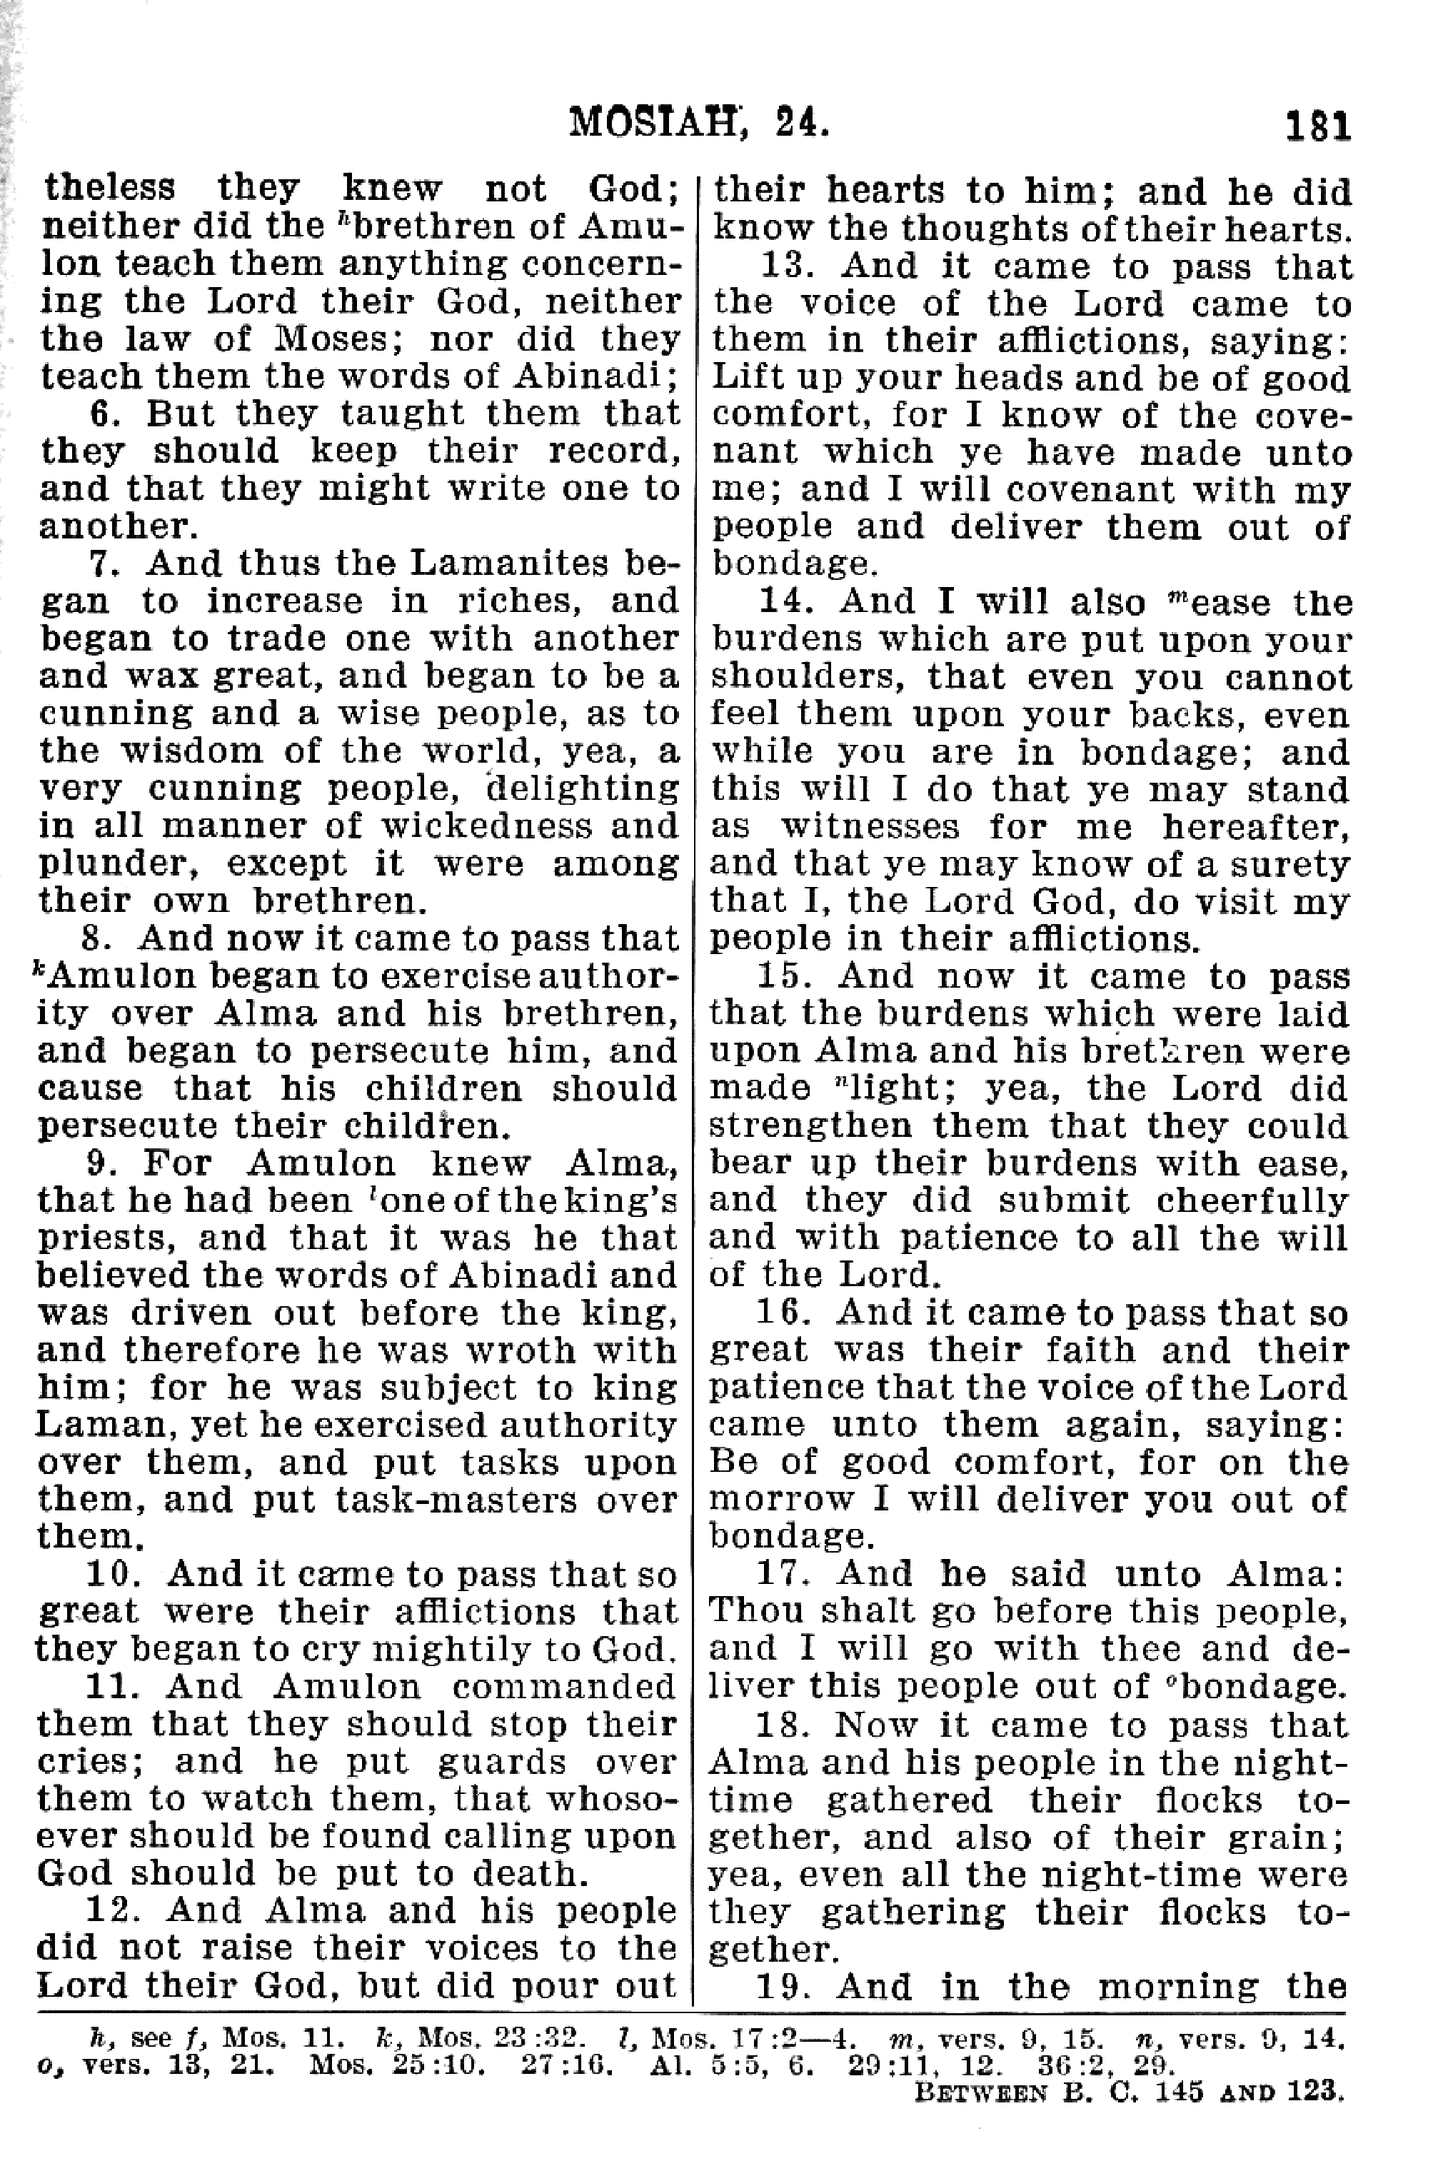 MOSIAH, 24.
181
theless they knew not God;
neither did the ʰbrethren of Amu-
lon teach them anything concern-
ing the Lord their God, neither
the law of Moses; nor did they
teach them the words of Abinadi;
6. But they taught them that
they should keep their record,
and that they might write one to
another.
7. And thus the Lamanites be-
gan to increase in riches, and
began to trade one with another
and wax great, and began to be a
cunning and a wise people, as to
the wisdom of the world, yea, a
very cunning people, delighting
in all manner of wickedness and
plunder, except it were among
their own brethren.
8. And now it came to pass that
ᵏAmulon began to exercise author-
ity over Alma and his brethren,
and began to persecute him, and
cause that his children should
persecute their children.
9. For Amulon knew Alma,
that he had been ˡone of the king's
priests, and that it was he that
believed the words of Abinadi and
was driven out before the king,
and therefore he was wroth with
him; for he was subject to king
Laman, yet he exercised authority
over them, and put tasks upon
them, and put task-masters over
them.
10. And it came to pass that so
great were their afflictions that
they began to cry mightily to God.
11. And Amulon commanded
them that they should stop their
cries; and he put guards over
them to watch them, that whoso-
ever should be found calling upon
God should be put to death.
12. And Alma and his people
did not raise their voices to the
Lord their God, but did pour out
their hearts to him; and he did
know the thoughts of their hearts.
13. And it came to pass that
the voice of the Lord came to
them in their afflictions, saying:
Lift up your heads and be of good
comfort, for I know of the cove-
nant which ye have made unto
me; and I will covenant with my
people and deliver them out of
bondage.
14. And I will also ᵐease the
burdens which are put upon your
shoulders, that even you cannot
feel them upon your backs, even
while you are in bondage; and
this will I do that ye may stand
as witnesses for me hereafter,
and that ye may know of a surety
that I, the Lord God, do visit my
people in their afflictions.
15. And now it came to pass
that the burdens which were laid
upon Alma and his brethren were
made ⁿlight; yea, the Lord did
strengthen them that they could
bear up their burdens with ease,
and they did submit cheerfully
and with patience to all the will
of the Lord.
16. And it came to pass that so
great was their faith and their
patience that the voice of the Lord
came unto them again, saying:
Be of good comfort, for on the
morrow I will deliver you out of
bondage.
17. And he said unto Alma:
Thou shalt go before this people,
and I will go with thee and de-
liver this people out of ᵒbondage.
18. Now it came to pass that
Alma and his people in the night-
time gathered their flocks to-
gether, and also of their grain;
yea, even all the night-time were
they gathering their flocks to-
gether.
19. And in the morning the
h, see f, Mos. 11. k, Mos. 23:32. l, Mos. 17:2—4. m, vers. 9, 15. n, vers. 9, 14.
o, vers. 13, 21. Mos. 25:10. 27:16. Al. 5:5, 6. 29:11, 12. 36:2, 29.
BETWEEN B. C. 145 AND 123.